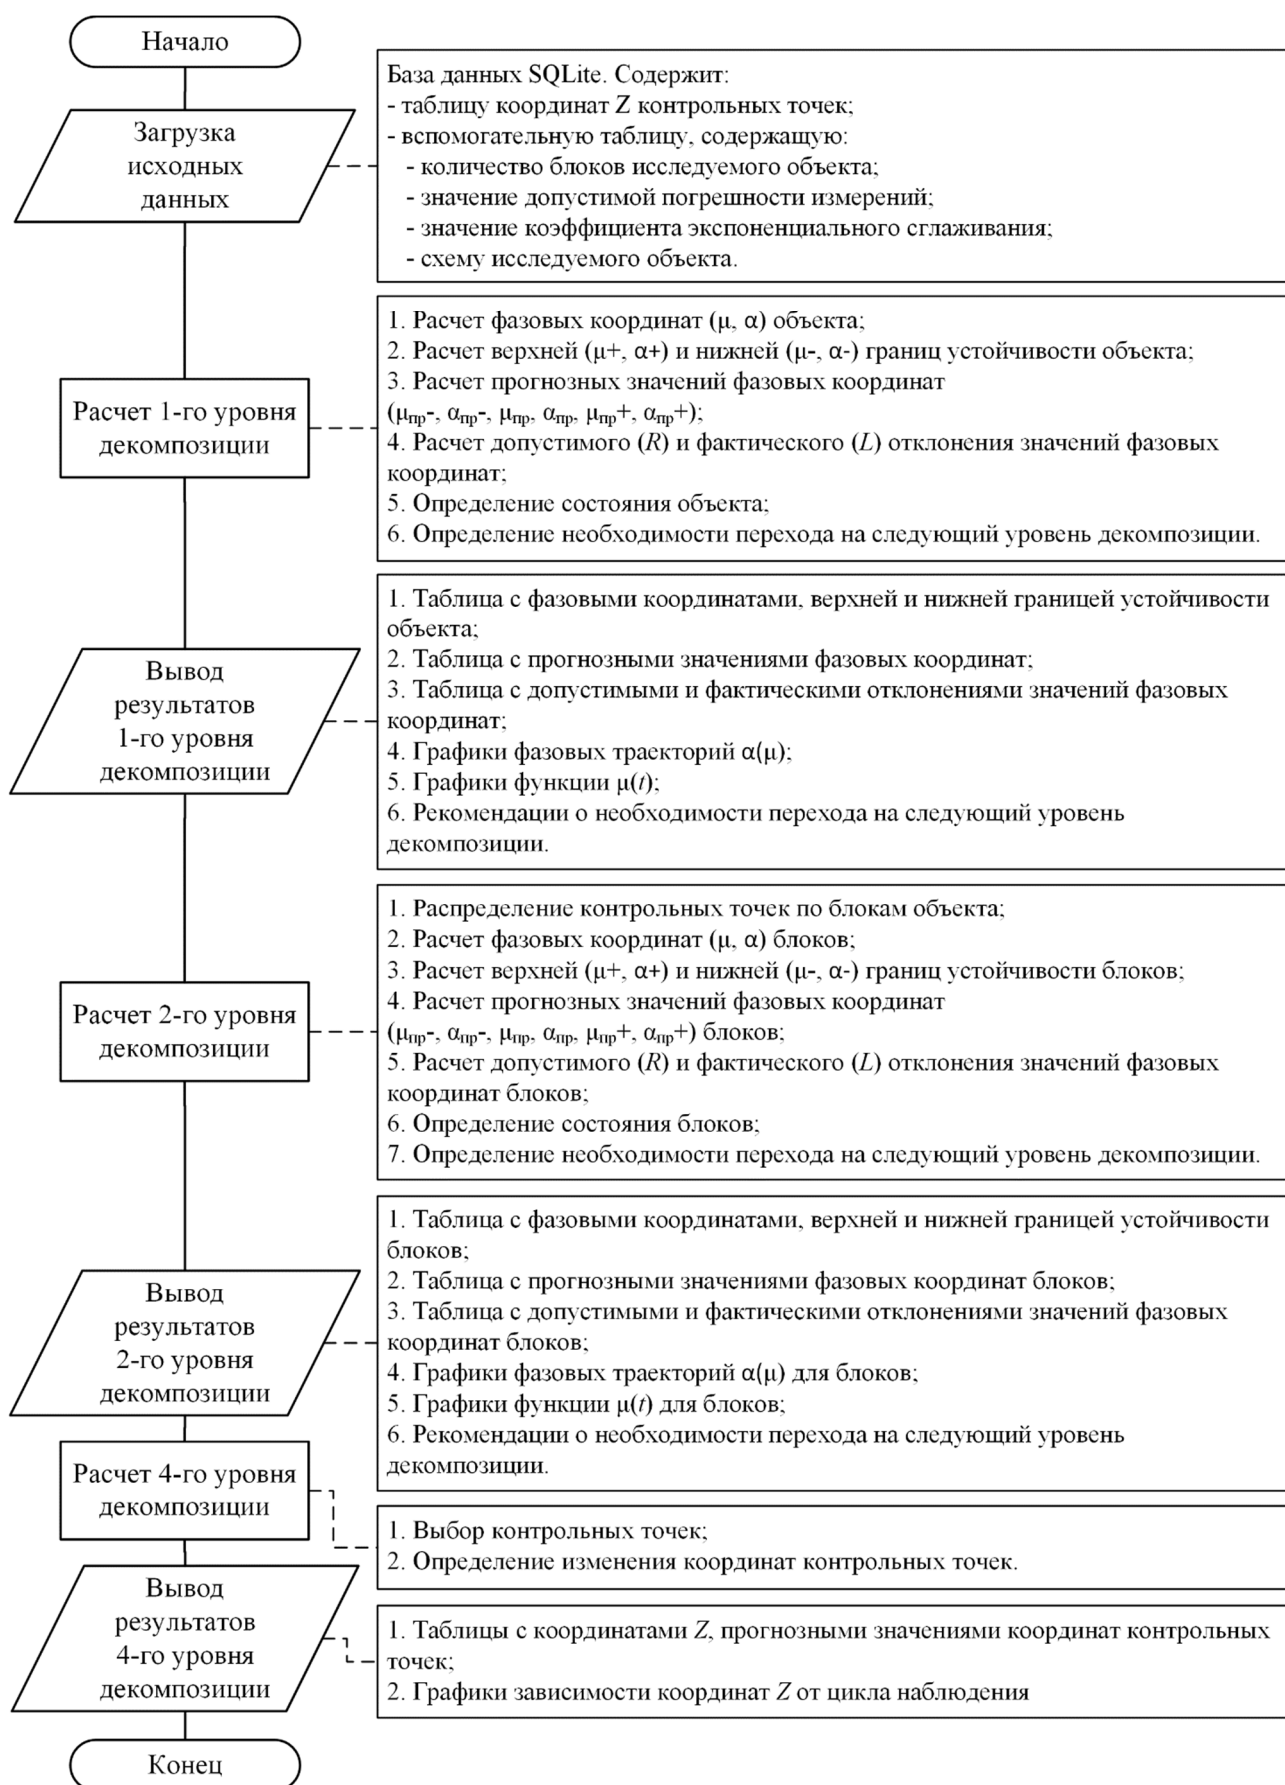 Начало
База данных SQLite. Содержит:
- таблицу координат Z контрольных точек;
- вспомогательную таблицу, содержащую:
- количество блоков исследуемого объекта;
- значение допустимой погрешности измерений;
- значение коэффициента экспоненциального сглаживания;
- схему исследуемого объекта.
Загрузка
исходных
данных
1. Расчет фазовых координат (μ, α) объекта;
2. Расчет верхней (μ+, α+) и нижней (μ-, α-) границ устойчивости объекта;
3. Расчет прогнозных значений фазовых координат
(μпр-, αпр-, μпр, αпр, μпр+, αпр+);
4. Расчет допустимого (R) и фактического (L) отклонения значений фазовых
координат;
5. Определение состояния объекта;
6. Определение необходимости перехода на следующий уровень декомпозиции.
Расчет 1-го уровня
декомпозиции
1. Таблица с фазовыми координатами, верхней и нижней границей устойчивости
объекта;
2. Таблица с прогнозными значениями фазовых координат;
3. Таблица с допустимыми и фактическими отклонениями значений фазовых
координат;
4. Графики фазовых траекторий α(μ);
5. Графики функции μ(t);
6. Рекомендации о необходимости перехода на следующий уровень
декомпозиции.
Вывод
результатов
1-го уровня
декомпозиции
1. Распределение контрольных точек по блокам объекта;
2. Расчет фазовых координат (μ, α) блоков;
3. Расчет верхней (μ+, α+) и нижней (μ-, α-) границ устойчивости блоков;
4. Расчет прогнозных значений фазовых координат
(μпр-, αпр-, μпр, αпр, μпр+, αпр+) блоков;
5. Расчет допустимого (R) и фактического (L) отклонения значений фазовых
координат блоков;
6. Определение состояния блоков;
7. Определение необходимости перехода на следующий уровень декомпозиции.
Расчет 2-го уровня
декомпозиции
1. Таблица с фазовыми координатами, верхней и нижней границей устойчивости
блоков;
2. Таблица с прогнозными значениями фазовых координат блоков;
3. Таблица с допустимыми и фактическими отклонениями значений фазовых
координат блоков;
4. Графики фазовых траекторий α(μ) для блоков;
5. Графики функции μ(t) для блоков;
6. Рекомендации о необходимости перехода на следующий уровень
декомпозиции.
Вывод
результатов
2-го уровня
декомпозиции
Расчет 4-го уровня
декомпозиции
1. Выбор контрольных точек;
2. Определение изменения координат контрольных точек.
Вывод
результатов
4-го уровня
декомпозиции
1. Таблицы с координатами Z, прогнозными значениями координат контрольных
точек;
2. Графики зависимости координат Z от цикла наблюдения
Конец